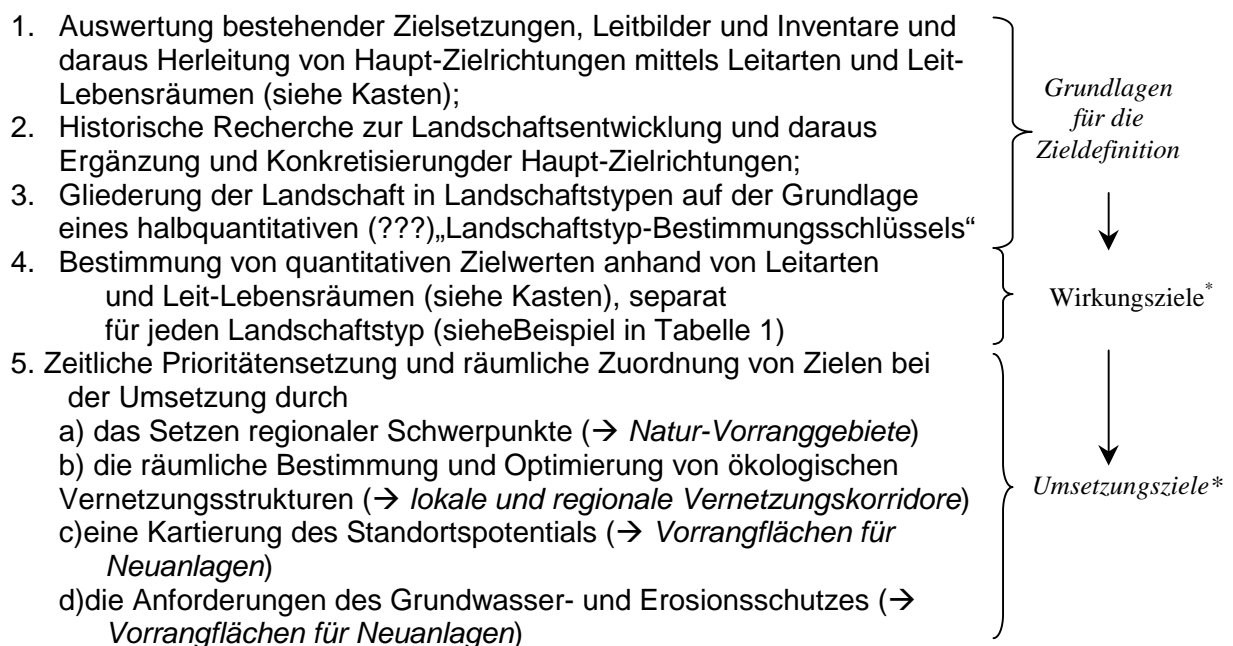 1. Auswertung bestehender Zielsetzungen, Leitbilder und Inventare und
daraus Herleitung von Haupt-Zielrichtungen mittels Leitarten und Leit-
Lebensräumen (siehe Kasten);
2. Historische Recherche zur Landschaftsentwicklung und daraus
Ergänzung und Konkretisierungder Haupt-Zielrichtungen;
3. Gliederung der Landschaft in Landschaftstypen auf der Grundlage
eines halbquantitativen (???)„Landschaftstyp-Bestimmungsschlüssels“
4. Bestimmung von quantitativen Zielwerten anhand von Leitarten
und Leit-Lebensräumen (siehe Kasten), separat
für jeden Landschaftstyp (sieheBeispiel in Tabelle 1)
5. Zeitliche Prioritätensetzung und räumliche Zuordnung von Zielen bei
der Umsetzung durch
a) das Setzen regionaler Schwerpunkte (→ Natur-Vorranggebiete)
b) die räumliche Bestimmung und Optimierung von ökologischen
Vernetzungsstrukturen (→ lokale und regionale Vernetzungskorridore)
c)eine Kartierung des Standortspotentials (→ Vorrangflächen für
Neuanlagen)
d)die Anforderungen des Grundwasser- und Erosionsschutzes (→
Vorrangflächen für Neuanlagen)
Grundlagen
für die
Zieldefinition
Wirkungsziele*
Umsetzungsziele*